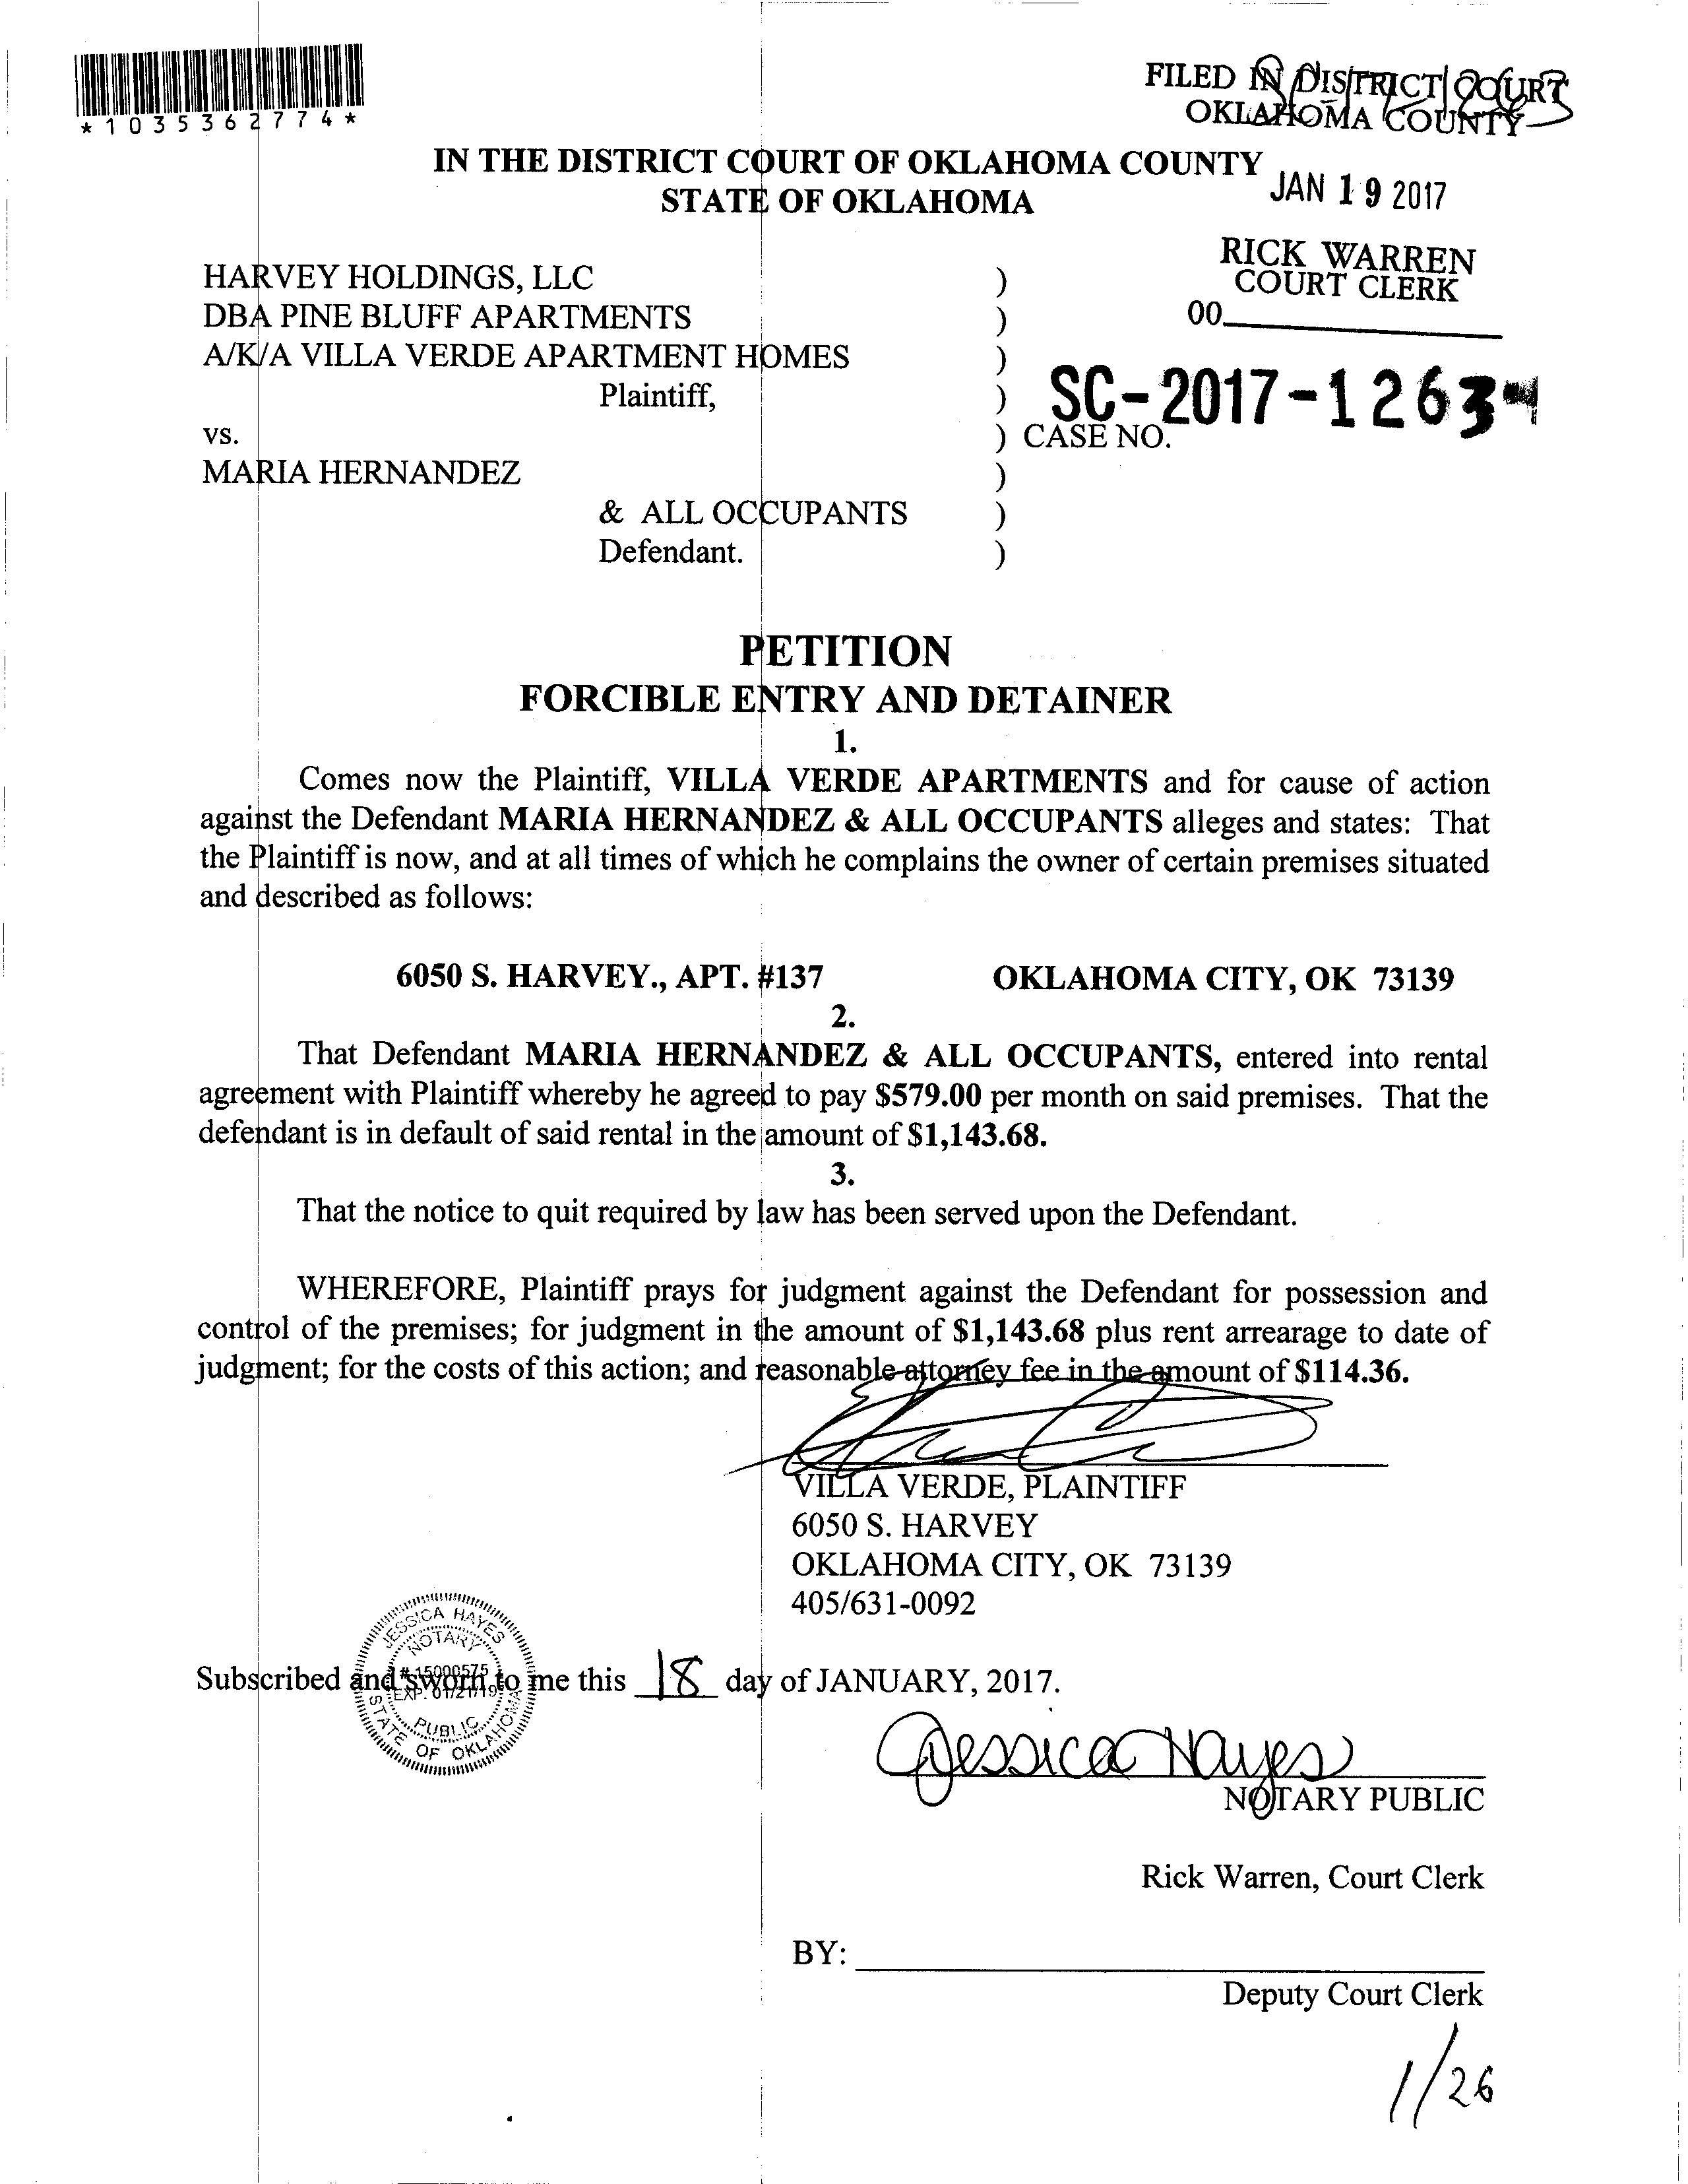 *1035362774*
FILED IN DISTRICT COURT
OKLAHOMA COUNTY
IN THE DISTRICT COURT OF OKLAHOMA COUNTY
STATE OF OKLAHOMA
JAN 19 2017
RICK WARREN
COURT CLERK
00
HARVEY HOLDINGS, LLC )
DBA PINE BLUFF APARTMENTS )
A/K/A VILLA VERDE APARTMENT HOMES )
Plaintiff, )
SC-2017-1263
vs. ) CASE NO.
MARIA HERNANDEZ )
& ALL OCCUPANTS )
Defendant. )
PETITION
FORCIBLE ENTRY AND DETAINER
1.
Comes now the Plaintiff, VILLA VERDE APARTMENTS and for cause of action
against the Defendant MARIA HERNANDEZ & ALL OCCUPANTS alleges and states: That
the Plaintiff is now, and at all times of which he complains the owner of certain premises situated
and described as follows:
6050 S. HARVEY., APT. #137 OKLAHOMA CITY, OK 73139
2.
That Defendant MARIA HERNANDEZ & ALL OCCUPANTS, entered into rental
agreement with Plaintiff whereby he agreed to pay $579.00 per month on said premises. That the
defendant is in default of said rental in the amount of $1,143.68.
3.
That the notice to quit required by law has been served upon the Defendant.
WHEREFORE, Plaintiff prays for judgment against the Defendant for possession and
control of the premises; for judgment in the amount of $1,143.68 plus rent arrearage to date of
judgment; for the costs of this action; and reasonable attorney fee in the amount of $114.36.
VILLA VERDE, PLAINTIFF
6050 S. HARVEY
OKLAHOMA CITY, OK 73139
405/631-0092
JESSICA HAYES
NOTARY
# 15000575
EXP. 01/21/19
PUBLIC
STATE OF OKLAHOMA
Subscribed and sworn to me this 18 day of JANUARY, 2017.
Jessica Hayes
NOTARY PUBLIC
Rick Warren, Court Clerk
BY:
Deputy Court Clerk
1/26